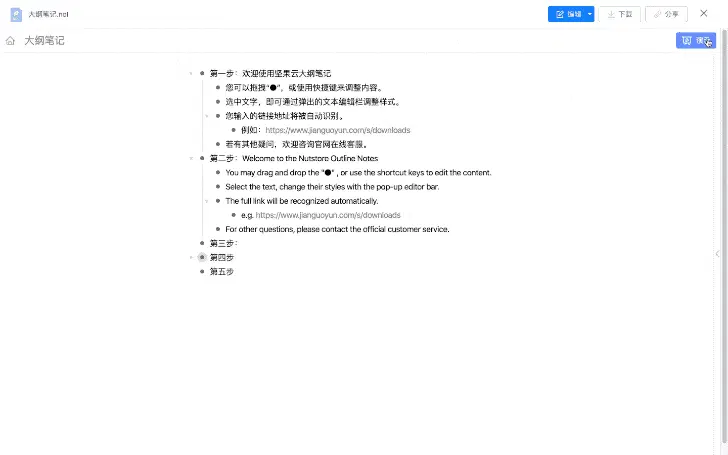 大纲笔记.nol
编辑
下载
分享
大纲笔记
演示
第一步：欢迎使用坚果云大纲笔记
您可以拖拽“●”，或使用快捷键来调整内容。
选中文字，即可通过弹出的文本编辑栏调整样式。
您输入的链接地址将被自动识别。
例如：https://www.jianguoyun.com/s/downloads
若有其他疑问，欢迎咨询官网在线客服。
第二步：Welcome to the Nutstore Outline Notes
You may drag and drop the "●" , or use the shortcut keys to edit the content.
Select the text, change their styles with the pop-up editor bar.
The full link will be recognized automatically.
e.g. https://www.jianguoyun.com/s/downloads
For other questions, please contact the official customer service.
第三步：
第四步
第五步